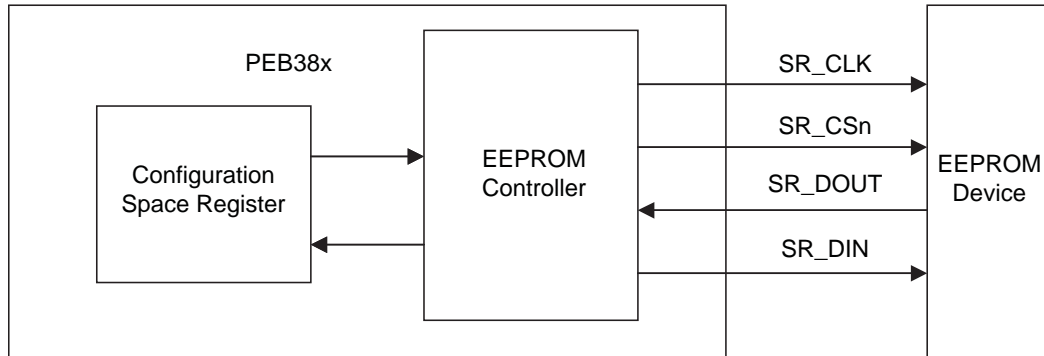 PEB38x
Configuration
Space Register
EEPROM
Controller
SR_CLK
SR_CSn
SR_DOUT
SR_DIN
EEPROM
Device